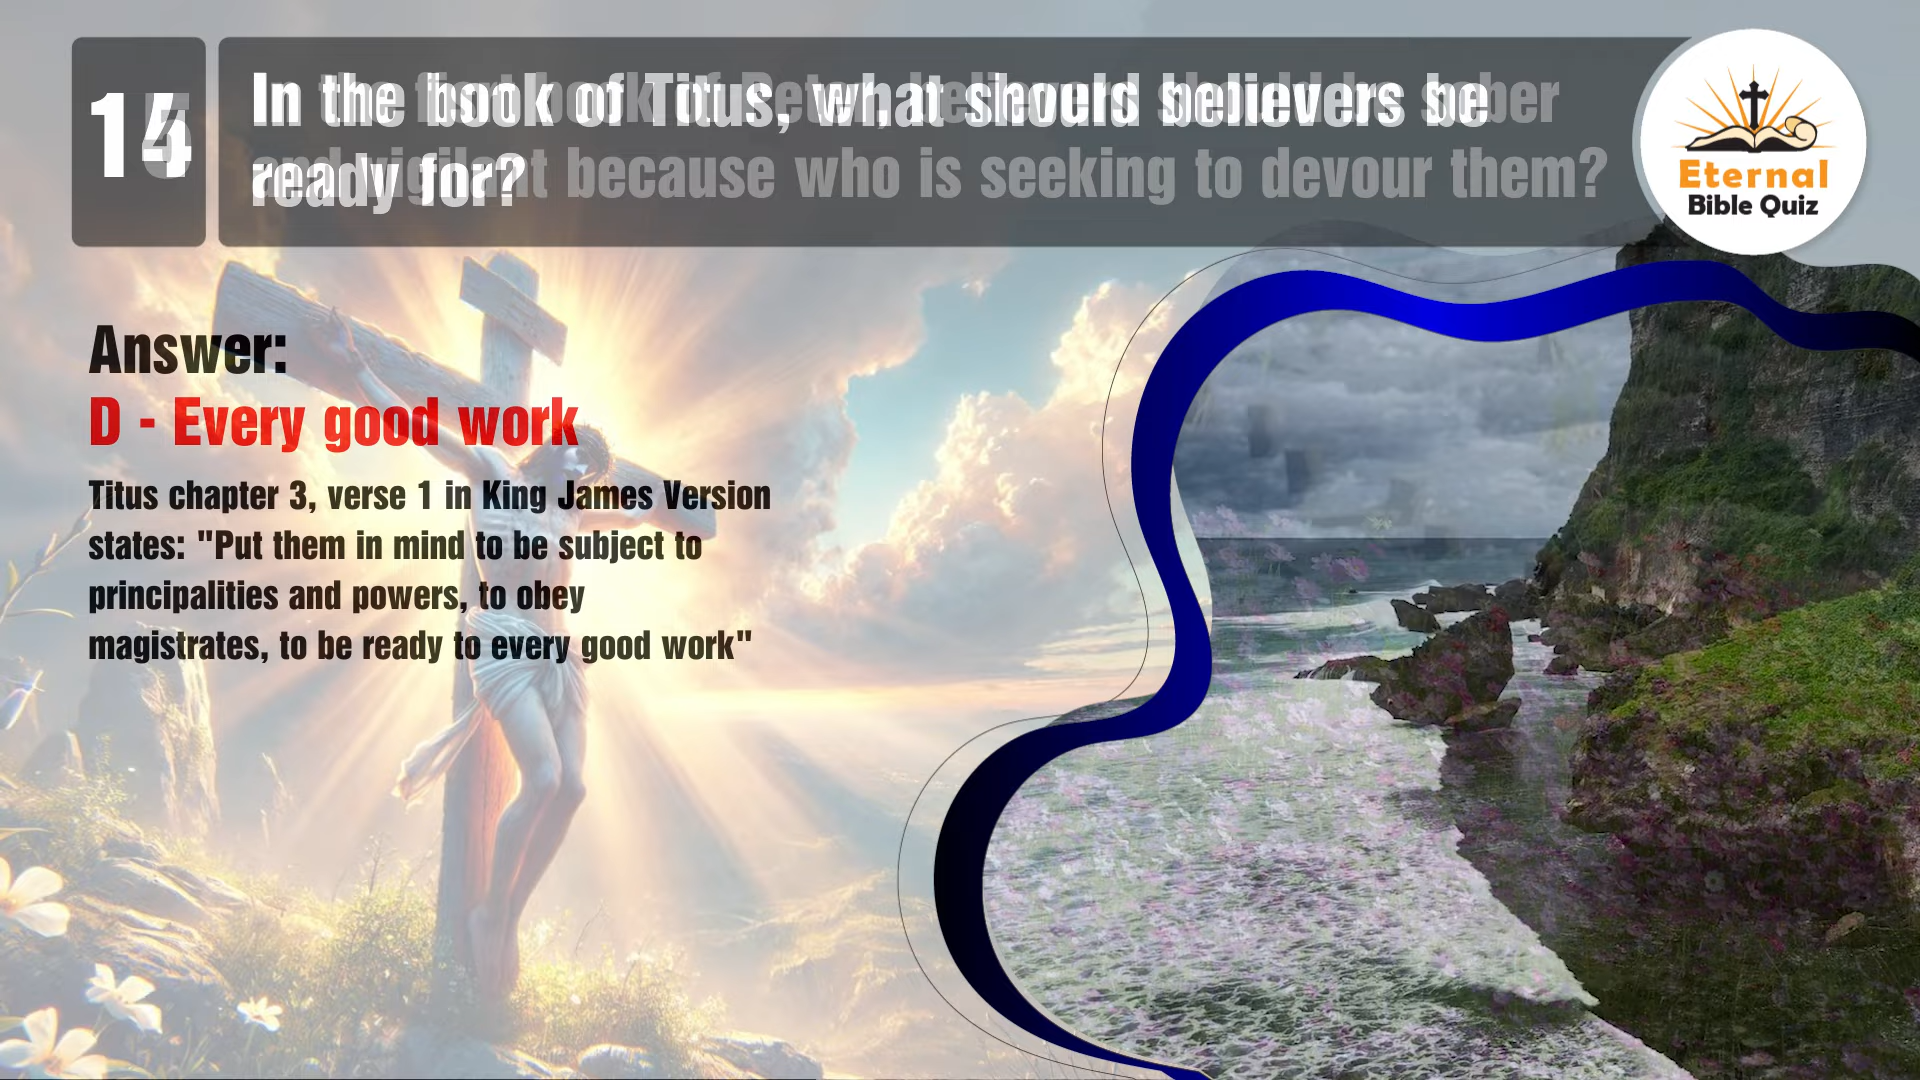 14
In the book of Titus, what should believers be
ready for?
because who is seeking to devour them?
Eternal
Bible Quiz
Answer:
D - Every good work
Titus chapter 3, verse 1 in King James Version
states: "Put them in mind to be subject to
principalities and powers, to obey
magistrates, to be ready to every good work"